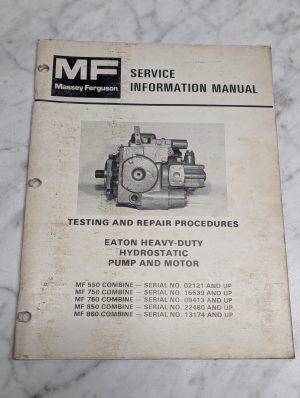 MF
Massey Ferguson
SERVICE
INFORMATION MANUAL
TESTING AND REPAIR PROCEDURES
EATON HEAVY-DUTY
HYDROSTATIC
PUMP AND MOTOR
MF 550 COMBINE — SERIAL NO. 02121 AND UP
MF 750 COMBINE — SERIAL NO. 16539 AND UP
MF 760 COMBINE — SERIAL NO. 09413 AND UP
MF 850 COMBINE — SERIAL NO. 22480 AND UP
MF 860 COMBINE — SERIAL NO. 13174 AND UP